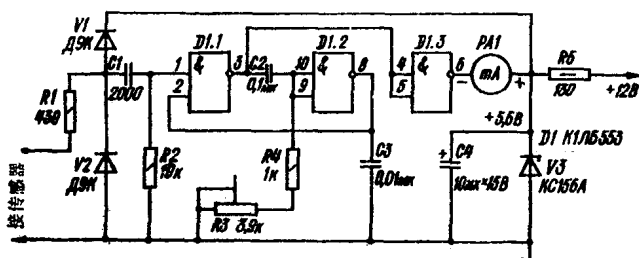 V1
Д9К
C1
2000
R1
430
V2
Д9К
R2
10к
接传感器
D1.1
&
1
2
3
C2
0,1мк
D1.2
&
10
9
8
R4
1к
R3 3,9к
C3
0,01мк
D1.3
&
4
5
6
PA1
mA
-
+
R6
130
+12В
+5,6В
+
C4
10мк×15В
D1 К1ЛБ553
V3
КС156А